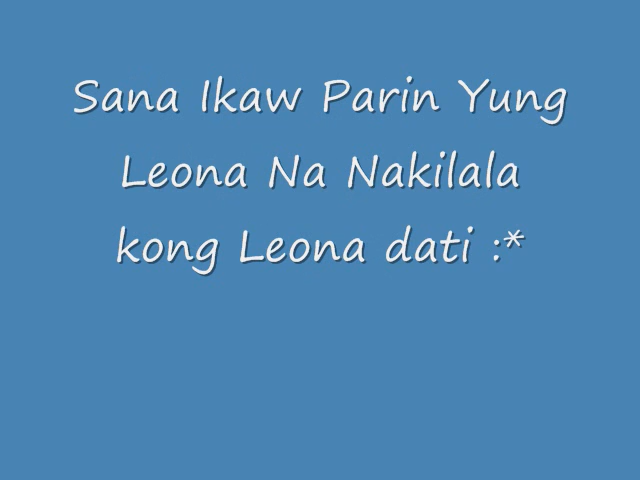 Sana Ikaw Parin Yung
Leona Na Nakilala
kong Leona dati :*